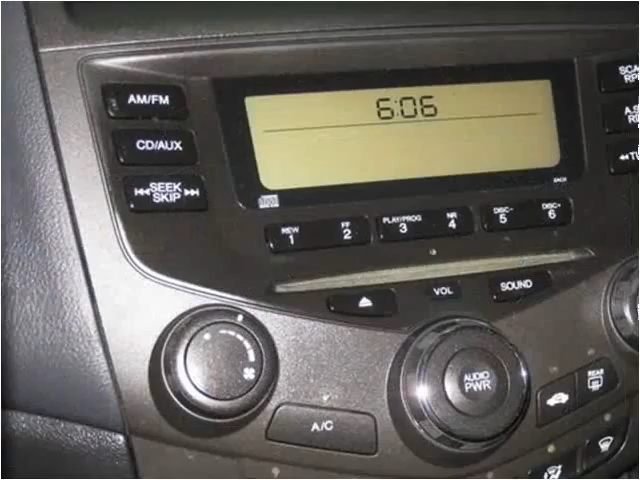 6:06
AM/FM
CD/AUX
SEEK
SKIP
REW
1
FF
2
PLAY/PROG
3
NR
4
DISC-
5
DISC+
6
VOL
SOUND
AUDIO
PWR
A/C
REAR